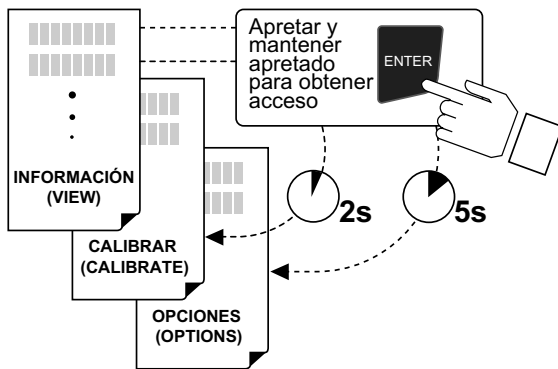 Apretar y
mantener
apretado
para obtener
acceso
ENTER
INFORMACIÓN
(VIEW)
2s
5s
CALIBRAR
(CALIBRATE)
OPCIONES
(OPTIONS)